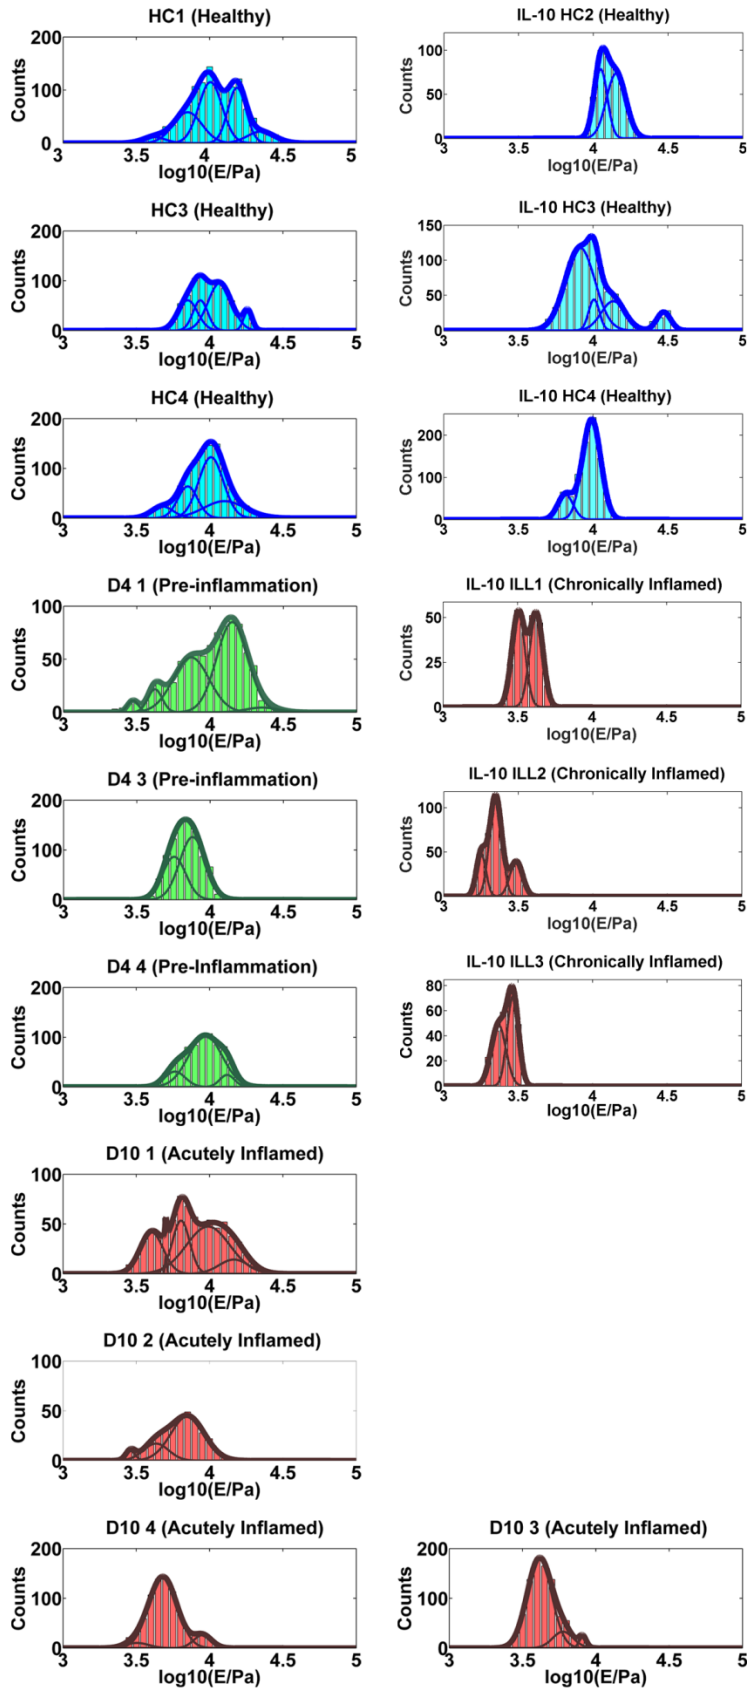 HC1 (Healthy)
200
100
0
Counts
3 3.5 4 4.5 5
log10(E/Pa)
IL-10 HC2 (Healthy)
100
50
0
Counts
3 3.5 4 4.5 5
log10(E/Pa)
HC3 (Healthy)
200
100
0
Counts
3 3.5 4 4.5 5
log10(E/Pa)
IL-10 HC3 (Healthy)
150
100
50
0
Counts
3 3.5 4 4.5 5
log10(E/Pa)
HC4 (Healthy)
200
100
0
Counts
3 3.5 4 4.5 5
log10(E/Pa)
IL-10 HC4 (Healthy)
200
100
0
Counts
3 3.5 4 4.5 5
log10(E/Pa)
D4 1 (Pre-inflammation)
100
50
0
Counts
3 3.5 4 4.5 5
log10(E/Pa)
IL-10 ILL1 (Chronically Inflamed)
50
25
0
Counts
3 3.5 4 4.5 5
log10(E/Pa)
D4 3 (Pre-inflammation)
200
100
0
Counts
3 3.5 4 4.5 5
log10(E/Pa)
IL-10 ILL2 (Chronically Inflamed)
100
50
0
Counts
3 3.5 4 4.5 5
log10(E/Pa)
D4 4 (Pre-Inflammation)
200
100
0
Counts
3 3.5 4 4.5 5
log10(E/Pa)
IL-10 ILL3 (Chronically Inflamed)
80
60
40
20
0
Counts
3 3.5 4 4.5 5
log10(E/Pa)
D10 1 (Acutely Inflamed)
100
50
0
Counts
3 3.5 4 4.5 5
log10(E/Pa)
D10 2 (Acutely Inflamed)
100
50
0
Counts
3 3.5 4 4.5 5
log10(E/Pa)
D10 4 (Acutely Inflamed)
200
100
0
Counts
3 3.5 4 4.5 5
log10(E/Pa)
D10 3 (Acutely Inflamed)
200
100
0
Counts
3 3.5 4 4.5 5
log10(E/Pa)